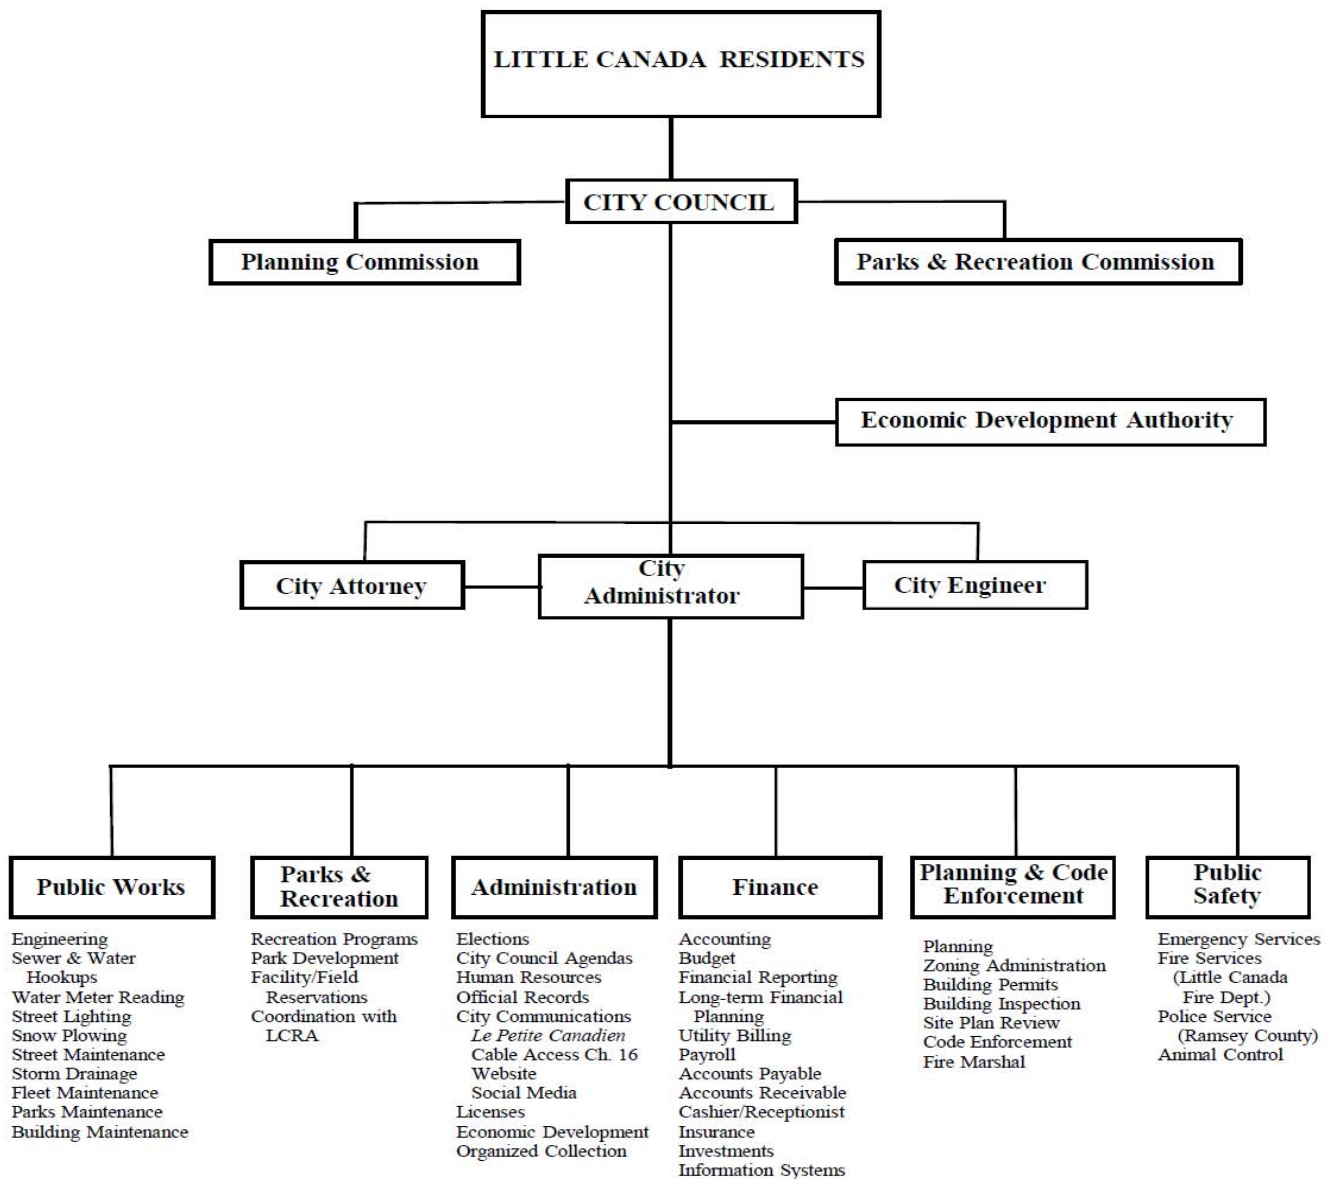 LITTLE CANADA RESIDENTS
CITY COUNCIL
Planning Commission
Parks & Recreation Commission
Economic Development Authority
City Attorney
City
Administrator
City Engineer
Public Works
Engineering
Sewer & Water
Hookups
Water Meter Reading
Street Lighting
Snow Plowing
Street Maintenance
Storm Drainage
Fleet Maintenance
Parks Maintenance
Building Maintenance
Parks &
Recreation
Recreation Programs
Park Development
Facility/Field
Reservations
Coordination with
LCRA
Administration
Elections
City Council Agendas
Human Resources
Official Records
City Communications
Le Petite Canadien
Cable Access Ch. 16
Website
Social Media
Licenses
Economic Development
Organized Collection
Finance
Accounting
Budget
Financial Reporting
Long-term Financial
Planning
Utility Billing
Payroll
Accounts Payable
Accounts Receivable
Cashier/Receptionist
Insurance
Investments
Information Systems
Planning & Code
Enforcement
Planning
Zoning Administration
Building Permits
Building Inspection
Site Plan Review
Code Enforcement
Fire Marshal
Public
Safety
Emergency Services
Fire Services
(Little Canada
Fire Dept.)
Police Service
(Ramsey County)
Animal Control